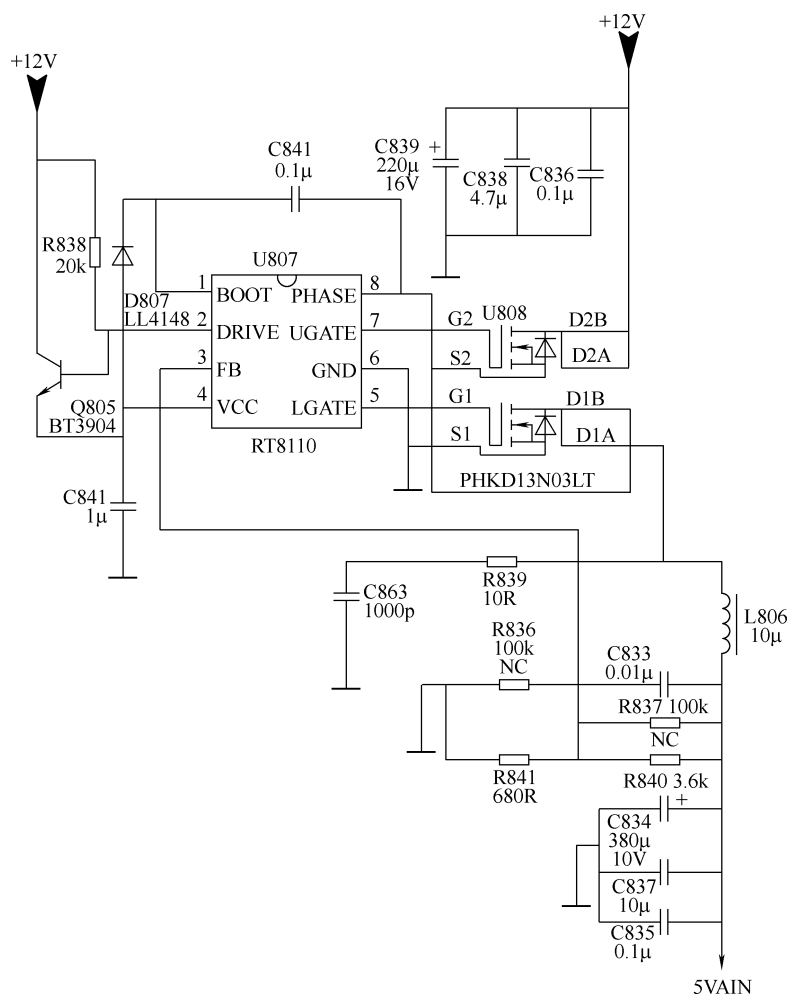 +12V
+12V
C841
0.1μ
C839
+
220μ
16V
C838
4.7μ
C836
0.1μ
R838
20k
D807
LL4148
U807
1
BOOT
PHASE
8
2
DRIVE
UGATE
7
3
FB
GND
6
4
VCC
LGATE
5
RT8110
Q805
BT3904
C841
1μ
G2
U808
D2B
S2
D2A
G1
D1B
S1
D1A
PHKD13N03LT
R839
10R
C863
1000p
L806
10μ
R836
100k
NC
C833
0.01μ
R837 100k
NC
R841
680R
R840 3.6k
+
C834
380μ
10V
C837
10μ
C835
0.1μ
5VAIN